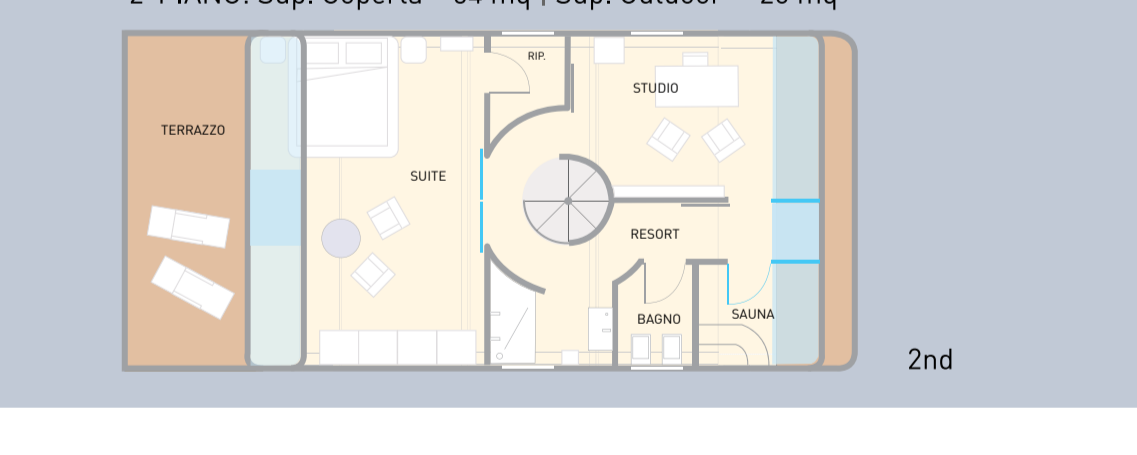 RIP.
STUDIO
TERRAZZO
SUITE
RESORT
SAUNA
BAGNO
2nd